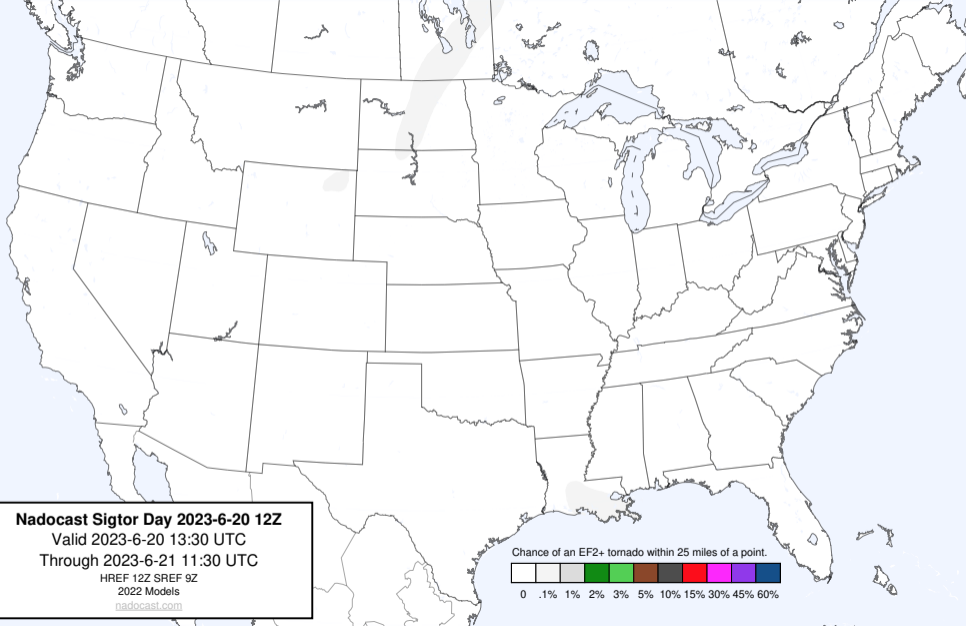 Nadocast Sigtor Day 2023-6-20 12Z
Valid 2023-6-20 13:30 UTC
Through 2023-6-21 11:30 UTC
HREF 12Z SREF 9Z
2022 Models
nadocast.com
Chance of an EF2+ tornado within 25 miles of a point.
0 .1% 1% 2% 3% 5% 10% 15% 30% 45% 60%